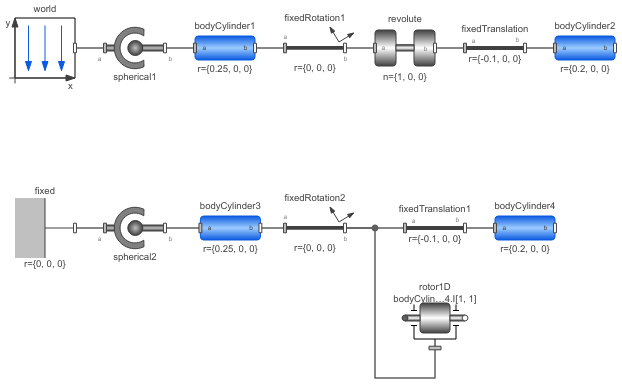 world
y
x
a
b
spherical1
bodyCylinder1
a
b
r={0.25, 0, 0}
fixedRotation1
a
b
r={0, 0, 0}
revolute
a
b
n={1, 0, 0}
fixedTranslation
a
b
r={-0.1, 0, 0}
bodyCylinder2
a
b
r={0.2, 0, 0}
fixed
r={0, 0, 0}
a
b
spherical2
bodyCylinder3
a
b
r={0.25, 0, 0}
fixedRotation2
a
b
r={0, 0, 0}
fixedTranslation1
a
b
r={-0.1, 0, 0}
bodyCylinder4
a
b
r={0.2, 0, 0}
rotor1D
bodyCylin...4.I[1, 1]